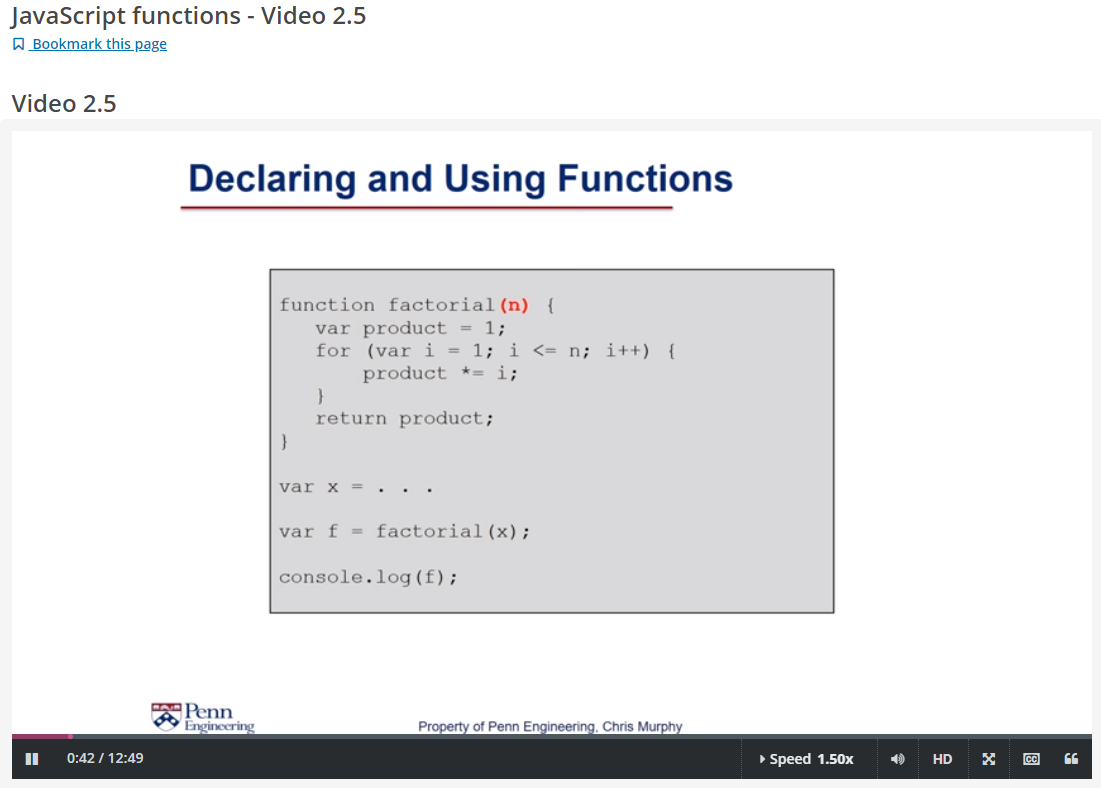 JavaScript functions - Video 2.5
Bookmark this page
Video 2.5
Declaring and Using Functions
function factorial(n) {
var product = 1;
for (var i = 1; i <= n; i++) {
product *= i;
}
return product;
}
var x = . . .
var f = factorial(x);
console.log(f);
Penn
Engineering
Property of Penn Engineering, Chris Murphy
0:42 / 12:49
Speed 1.50x
HD
CC